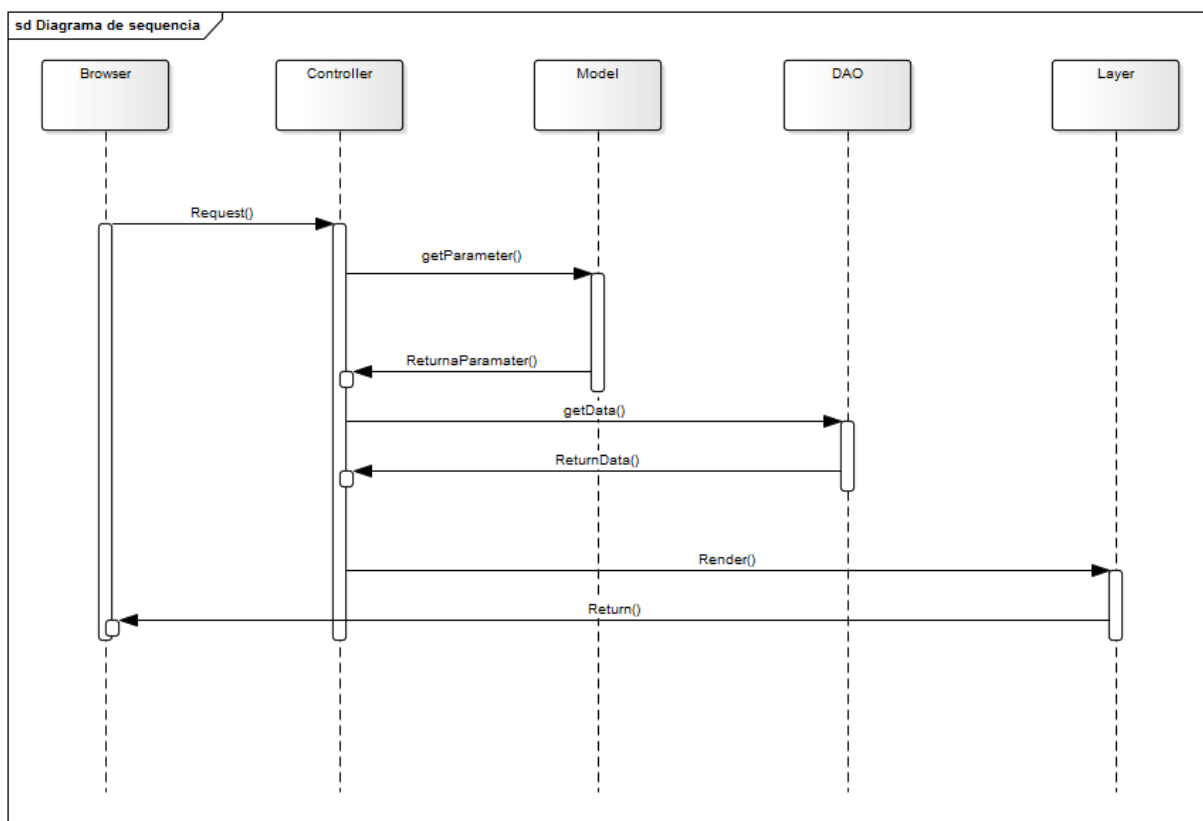 sd Diagrama de sequencia
Browser
Controller
Model
DAO
Layer
Request()
getParameter()
ReturnaParamater()
getData()
ReturnData()
Render()
Return()